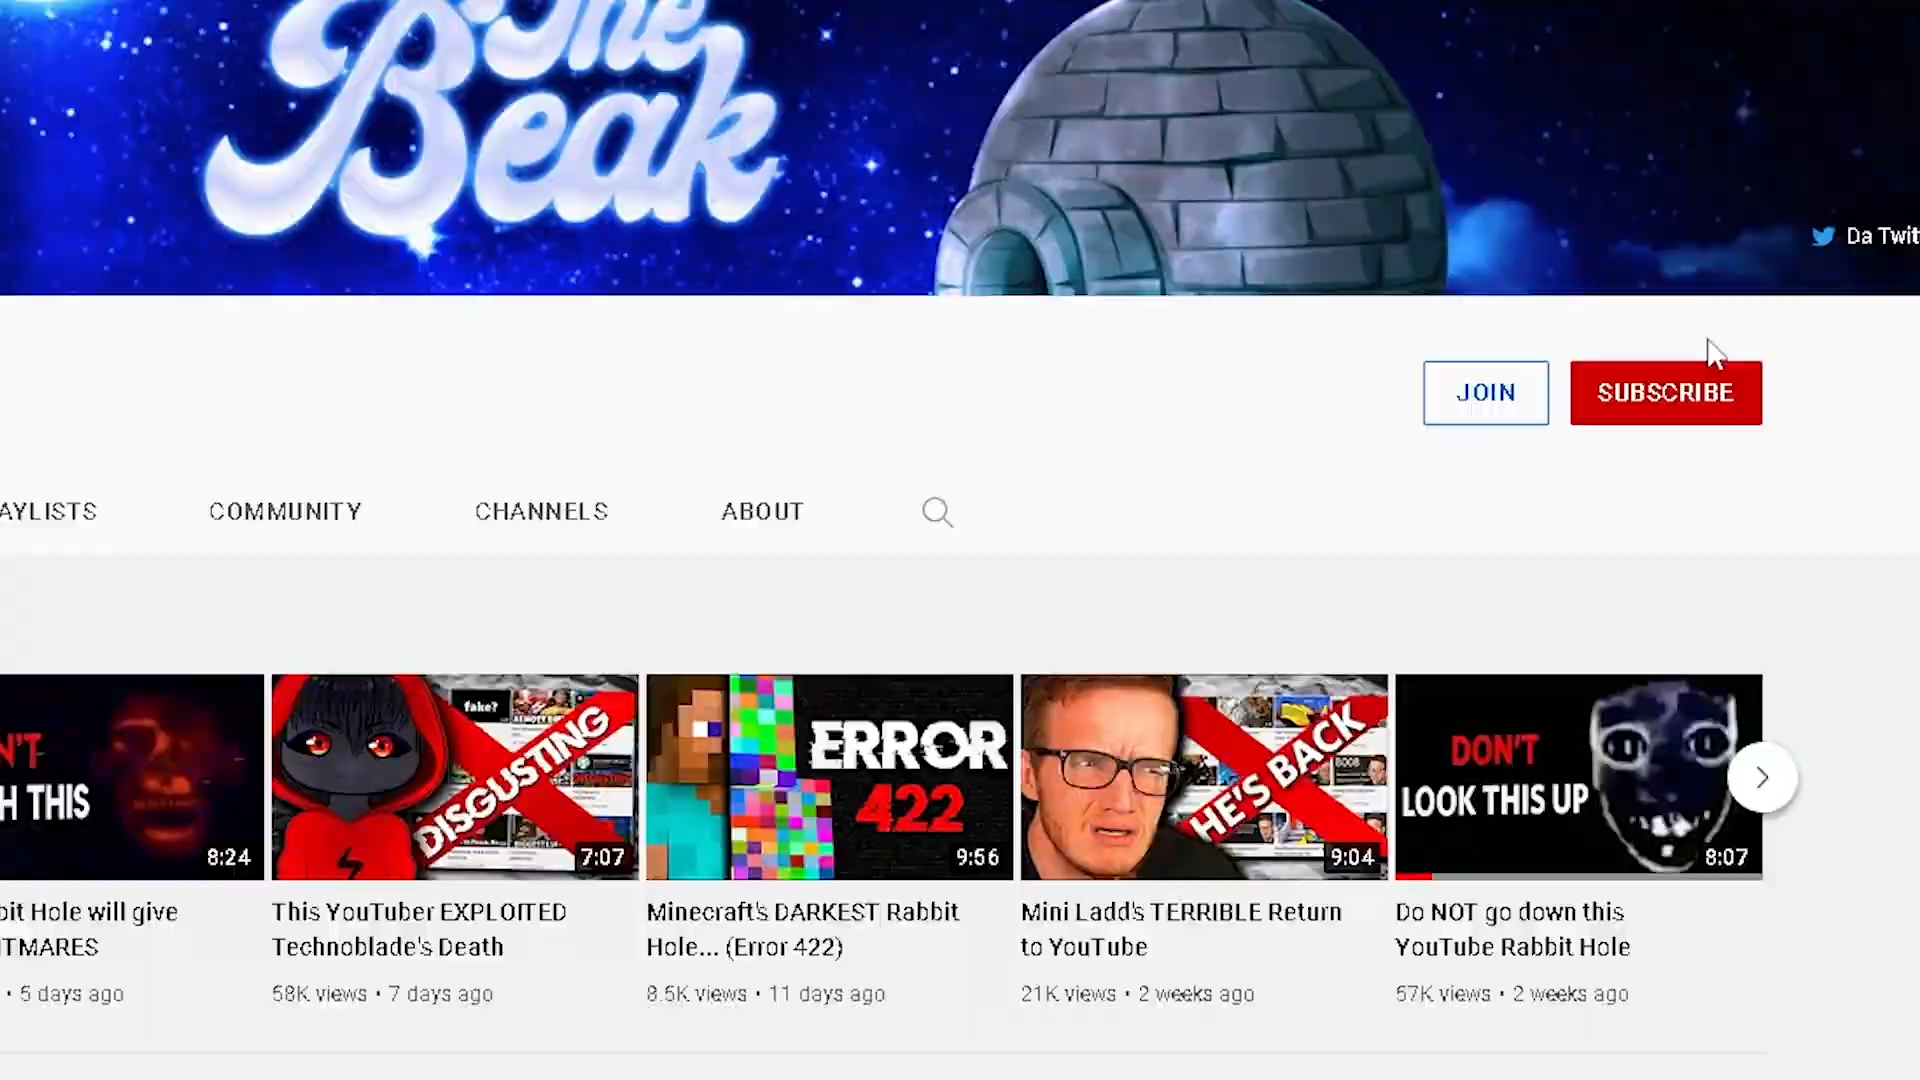 The
Beak
Da Twit
JOIN
SUBSCRIBE
AYLISTS
COMMUNITY
CHANNELS
ABOUT
N'T
H THIS
8:24
fake?
DISGUSTING
7:07
ERROR
422
9:56
HE'S BACK
9:04
DON'T
LOOK THIS UP
8:07
bit Hole will give
TMARES
• 5 days ago
This YouTuber EXPLOITED
Technoblade's Death
58K views • 7 days ago
Minecraft's DARKEST Rabbit
Hole... (Error 422)
8.5K views • 11 days ago
Mini Ladd's TERRIBLE Return
to YouTube
21K views • 2 weeks ago
Do NOT go down this
YouTube Rabbit Hole
57K views • 2 weeks ago